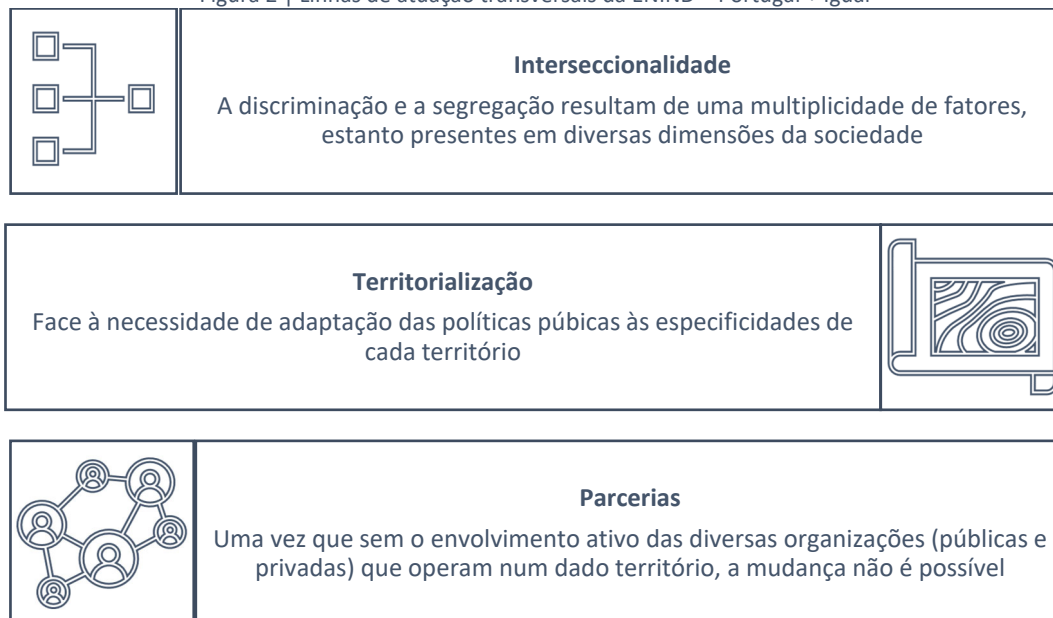 Figura 2 | Linhas de atuação transversais da ENIND – Portugal + Igual
Interseccionalidade
A discriminação e a segregação resultam de uma multiplicidade de fatores,
estanto presentes em diversas dimensões da sociedade
Territorialização
Face à necessidade de adaptação das políticas púbicas às especificidades de
cada território
Parcerias
Uma vez que sem o envolvimento ativo das diversas organizações (públicas e
privadas) que operam num dado território, a mudança não é possível